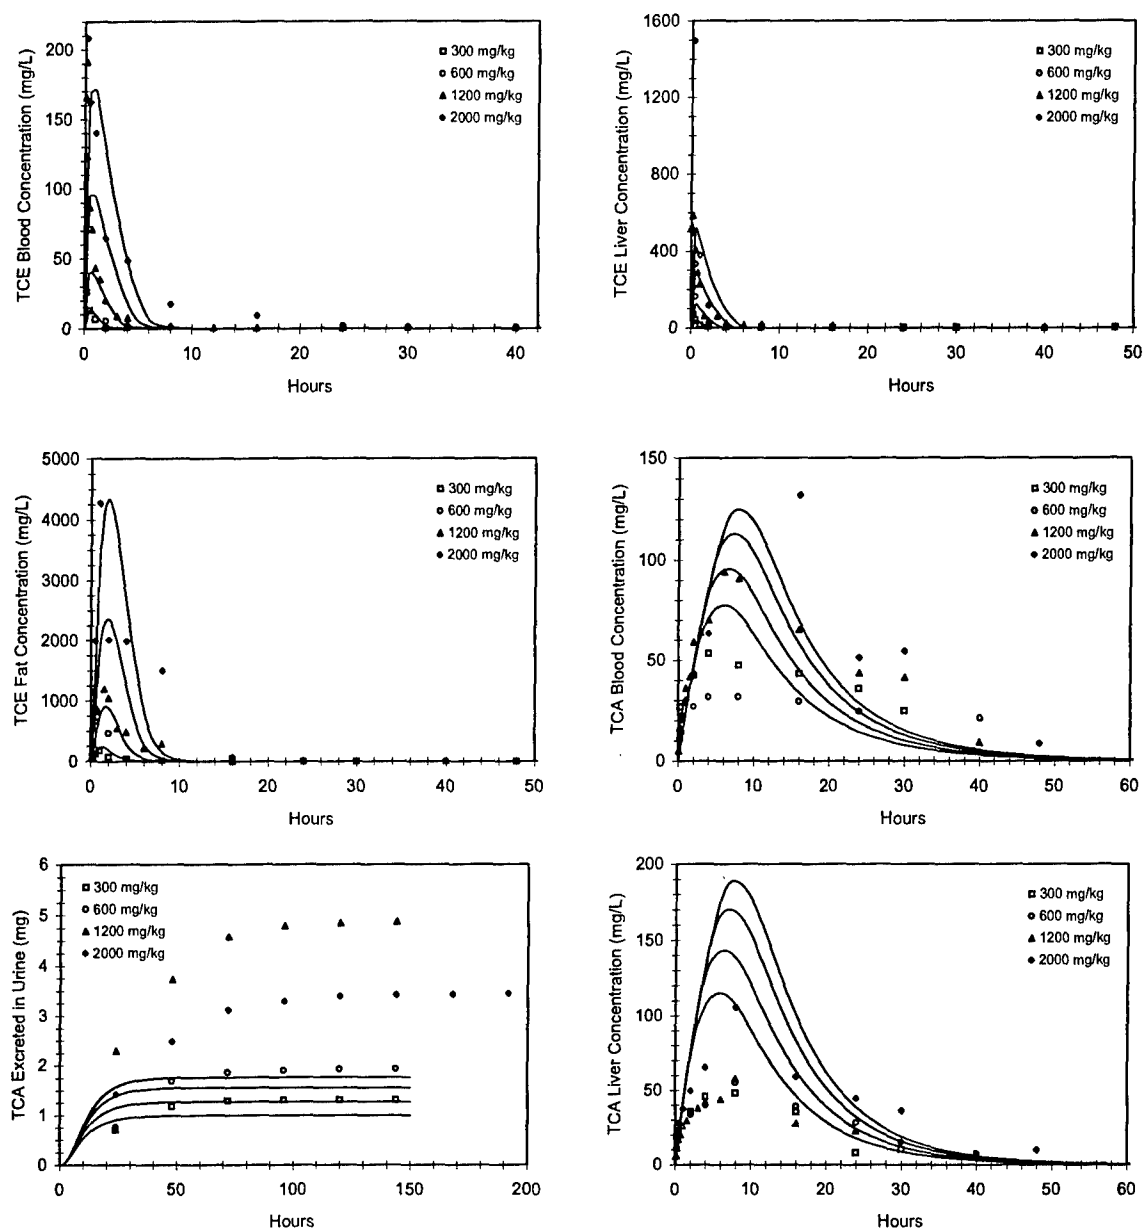 TCE Blood Concentration (mg/L)
200
150
100
50
0
300 mg/kg
600 mg/kg
1200 mg/kg
2000 mg/kg
0 10 20 30 40
Hours
TCE Liver Concentration (mg/L)
1600
1200
800
400
0
300 mg/kg
600 mg/kg
1200 mg/kg
2000 mg/kg
0 10 20 30 40 50
Hours
TCE Fat Concentration (mg/L)
5000
4000
3000
2000
1000
0
300 mg/kg
600 mg/kg
1200 mg/kg
2000 mg/kg
0 10 20 30 40 50
Hours
TCA Blood Concentration (mg/L)
150
100
50
0
300 mg/kg
600 mg/kg
1200 mg/kg
2000 mg/kg
0 10 20 30 40 50 60
Hours
TCA Excreted in Urine (mg)
6
5
4
3
2
1
0
300 mg/kg
600 mg/kg
1200 mg/kg
2000 mg/kg
0 50 100 150 200
Hours
TCA Liver Concentration (mg/L)
200
150
100
50
0
300 mg/kg
600 mg/kg
1200 mg/kg
2000 mg/kg
0 10 20 30 40 50 60
Hours